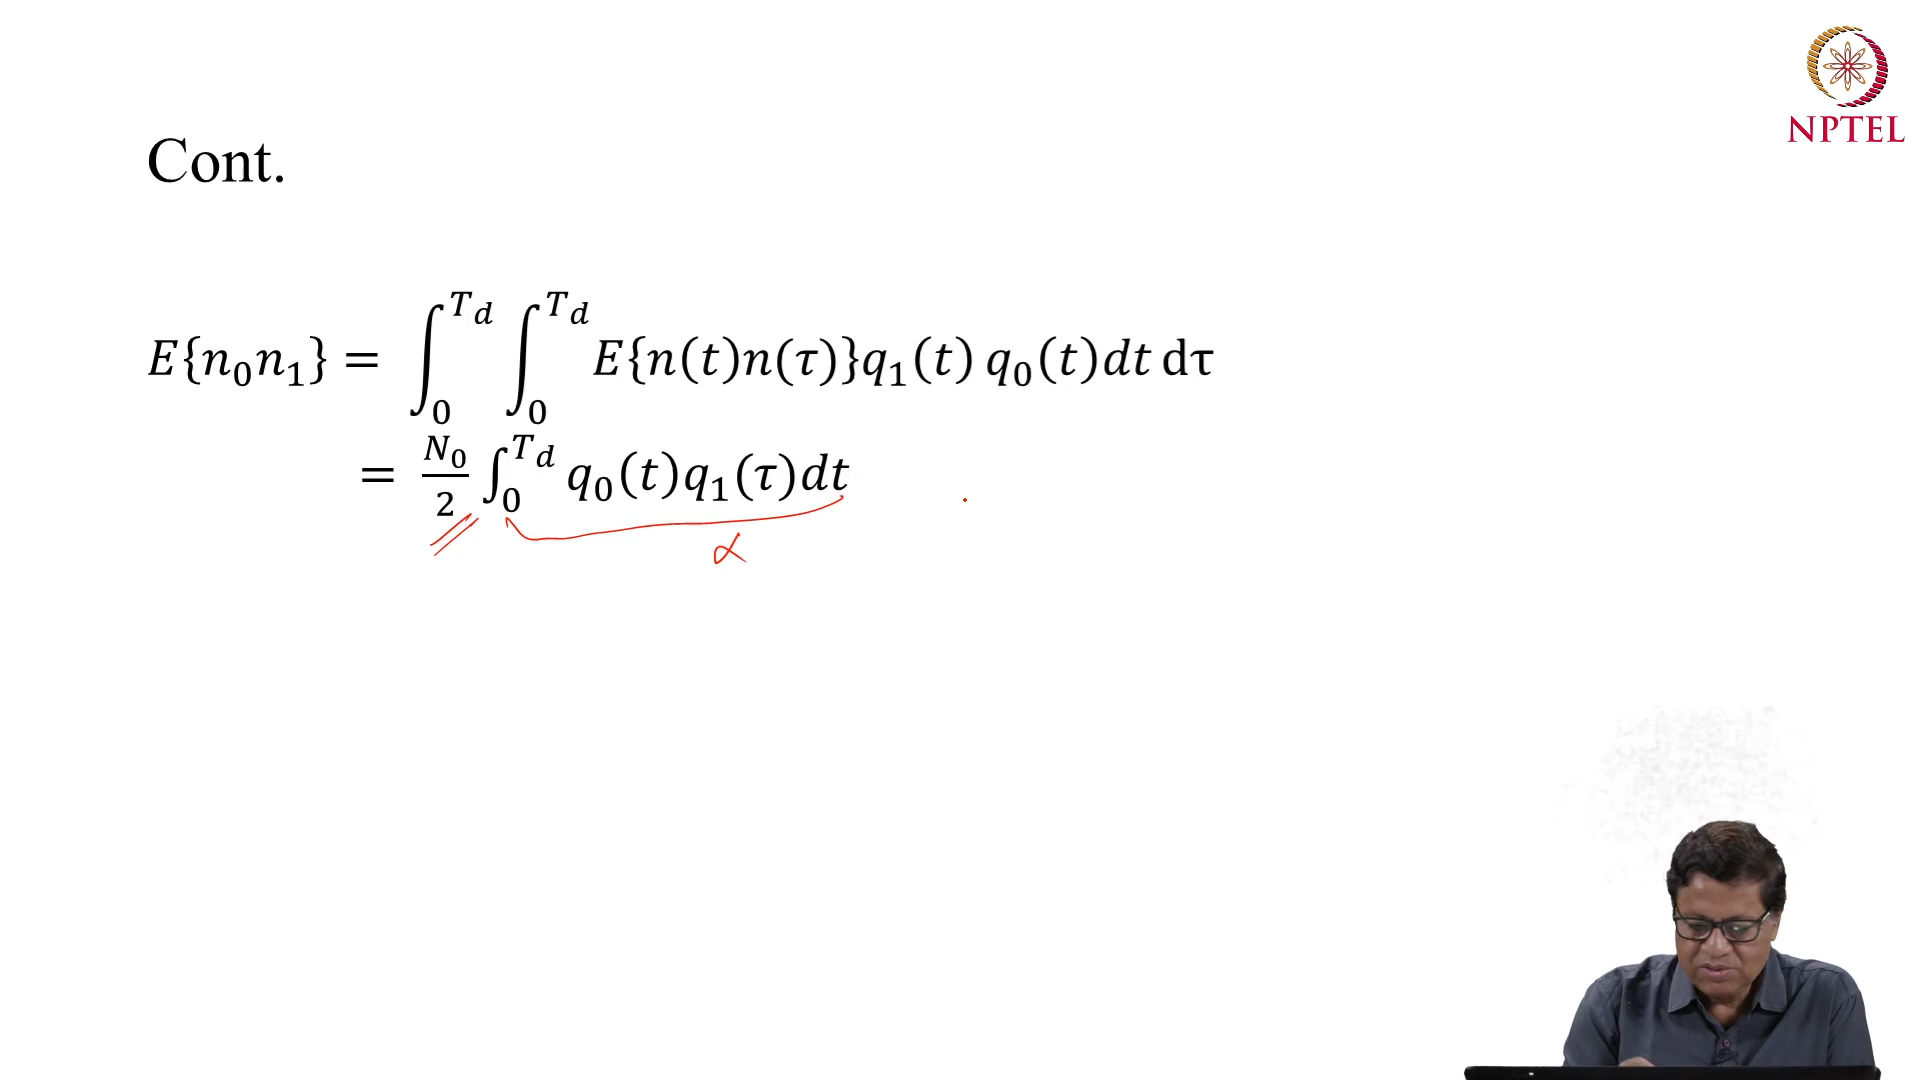 NPTEL
Cont.
E{n₀n₁} = ∫₀^{T_d} ∫₀^{T_d} E{n(t)n(τ)}q₁(t) q₀(t)dt dτ
= N₀/2 ∫₀^{T_d} q₀(t)q₁(τ)dt
α